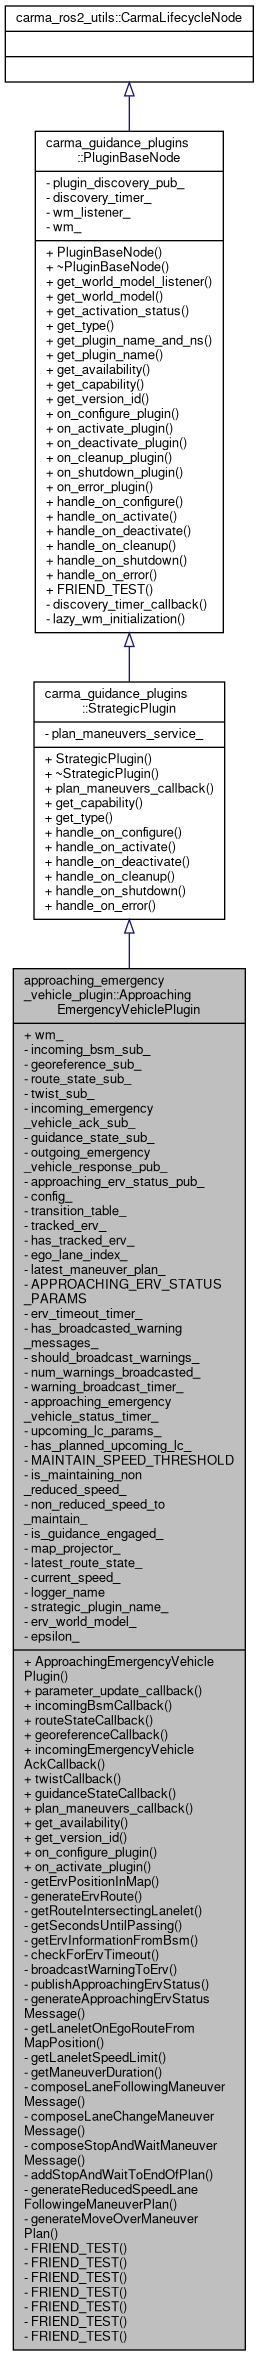 carma_ros2_utils::CarmaLifecycleNode
carma_guidance_plugins
::PluginBaseNode
- plugin_discovery_pub_
- discovery_timer_
- wm_listener_
- wm_
+ PluginBaseNode()
+ ~PluginBaseNode()
+ get_world_model_listener()
+ get_world_model()
+ get_activation_status()
+ get_type()
+ get_plugin_name_and_ns()
+ get_plugin_name()
+ get_availability()
+ get_capability()
+ get_version_id()
+ on_configure_plugin()
+ on_activate_plugin()
+ on_deactivate_plugin()
+ on_cleanup_plugin()
+ on_shutdown_plugin()
+ on_error_plugin()
+ handle_on_configure()
+ handle_on_activate()
+ handle_on_deactivate()
+ handle_on_cleanup()
+ handle_on_shutdown()
+ handle_on_error()
+ FRIEND_TEST()
- discovery_timer_callback()
- lazy_wm_initialization()
carma_guidance_plugins
::StrategicPlugin
- plan_maneuvers_service_
+ StrategicPlugin()
+ ~StrategicPlugin()
+ plan_maneuvers_callback()
+ get_capability()
+ get_type()
+ handle_on_configure()
+ handle_on_activate()
+ handle_on_deactivate()
+ handle_on_cleanup()
+ handle_on_shutdown()
+ handle_on_error()
approaching_emergency
_vehicle_plugin::Approaching
EmergencyVehiclePlugin
+ wm_
- incoming_bsm_sub_
- georeference_sub_
- route_state_sub_
- twist_sub_
- incoming_emergency
_vehicle_ack_sub_
- guidance_state_sub_
- outgoing_emergency
_vehicle_response_pub_
- approaching_erv_status_pub_
- config_
- transition_table_
- tracked_erv_
- has_tracked_erv_
- ego_lane_index_
- latest_maneuver_plan_
- APPROACHING_ERV_STATUS
_PARAMS
- erv_timeout_timer_
- has_broadcasted_warning
_messages_
- should_broadcast_warnings_
- num_warnings_broadcasted_
- warning_broadcast_timer_
- approaching_emergency
_vehicle_status_timer_
- upcoming_lc_params_
- has_planned_upcoming_lc_
- MAINTAIN_SPEED_THRESHOLD
- is_maintaining_non
_reduced_speed_
- non_reduced_speed_to
_maintain_
- is_guidance_engaged_
- map_projector_
- latest_route_state_
- current_speed_
- logger_name
- strategic_plugin_name_
- erv_world_model_
- epsilon_
+ ApproachingEmergencyVehicle
Plugin()
+ parameter_update_callback()
+ incomingBsmCallback()
+ routeStateCallback()
+ georeferenceCallback()
+ incomingEmergencyVehicle
AckCallback()
+ twistCallback()
+ guidanceStateCallback()
+ plan_maneuvers_callback()
+ get_availability()
+ get_version_id()
+ on_configure_plugin()
+ on_activate_plugin()
- getErvPositionInMap()
- generateErvRoute()
- getRouteIntersectingLanelet()
- getSecondsUntilPassing()
- getErvInformationFromBsm()
- checkForErvTimeout()
- broadcastWarningToErv()
- publishApproachingErvStatus()
- generateApproachingErvStatus
Message()
- getLaneletOnEgoRouteFrom
MapPosition()
- getLaneletSpeedLimit()
- getManeuverDuration()
- composeLaneFollowingManeuver
Message()
- composeLaneChangeManeuver
Message()
- composeStopAndWaitManeuver
Message()
- addStopAndWaitToEndOfPlan()
- generateReducedSpeedLane
FollowingeManeuverPlan()
- generateMoveOverManeuver
Plan()
- FRIEND_TEST()
- FRIEND_TEST()
- FRIEND_TEST()
- FRIEND_TEST()
- FRIEND_TEST()
- FRIEND_TEST()
- FRIEND_TEST()